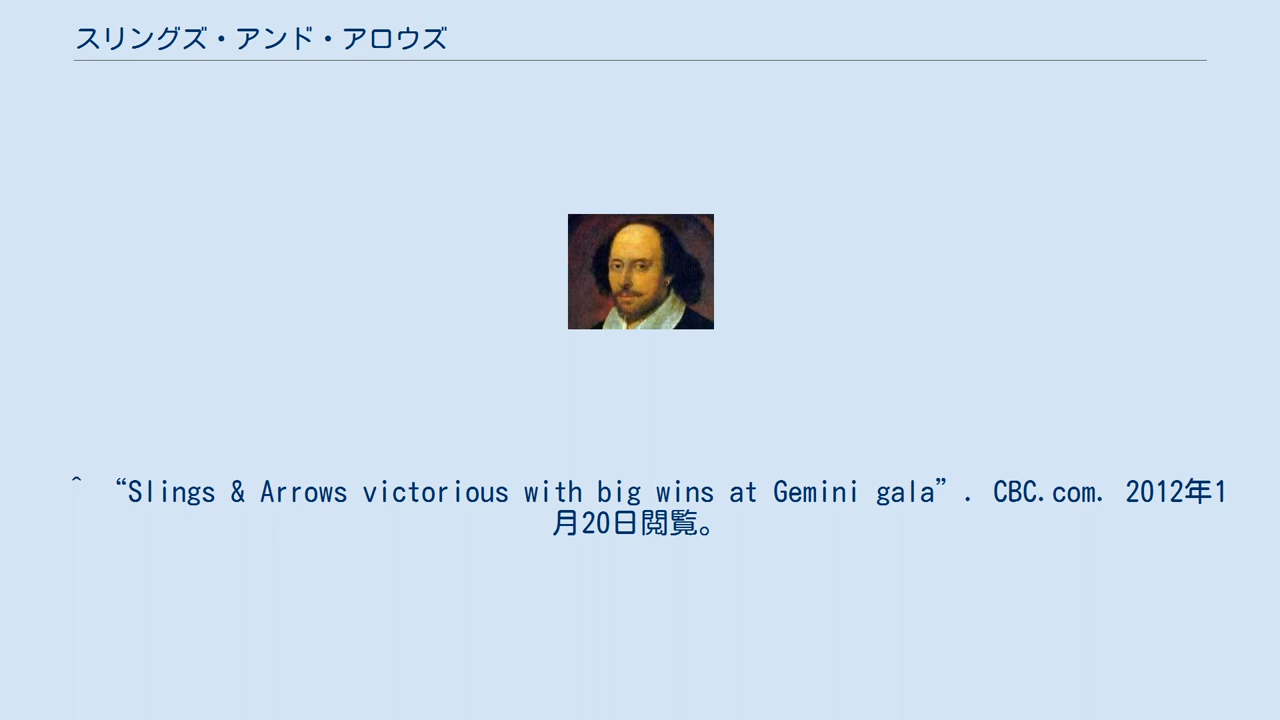 スリングズ・アンド・アロウズ
^ “Slings & Arrows victorious with big wins at Gemini gala”. CBC.com. 2012年1
月20日閲覧。